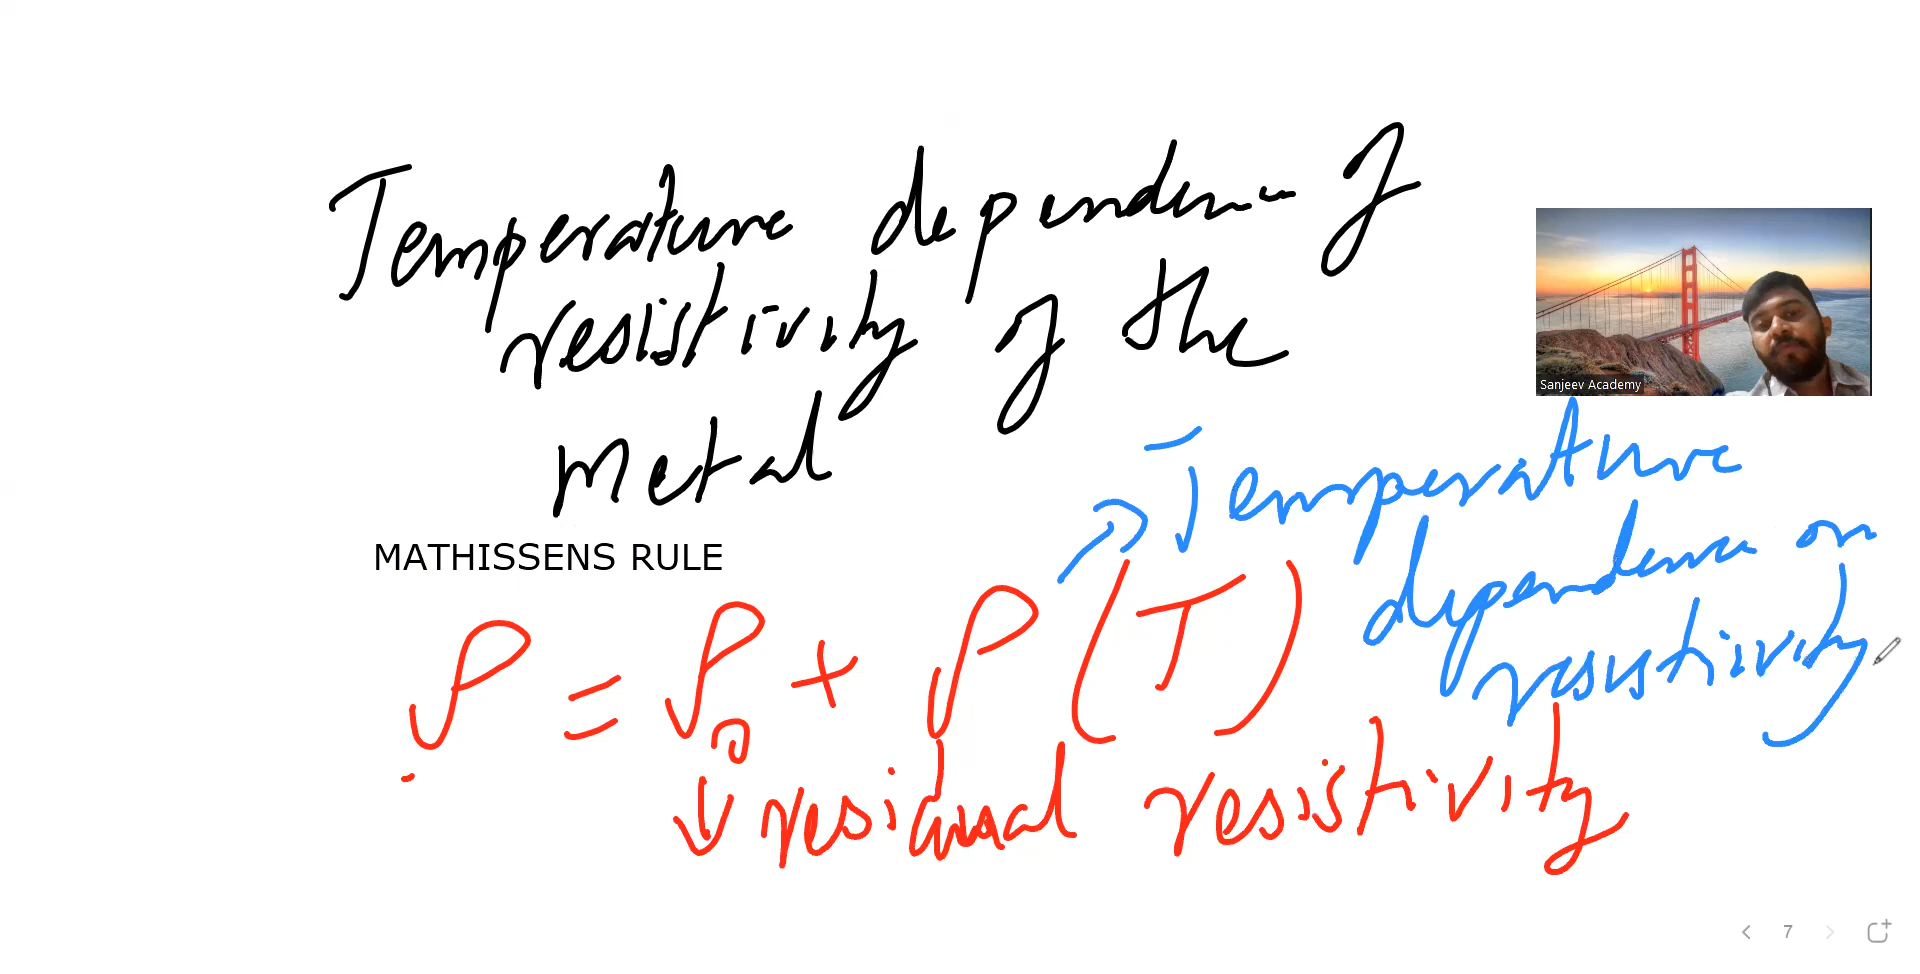 Temperature dependence of
resistivity of the
Metal
Sanjeev Academy
MATHISSENS RULE
Temperature
dependence on
resistivity
ρ = ρ₀ + ρ(T)
residual resistivity
7